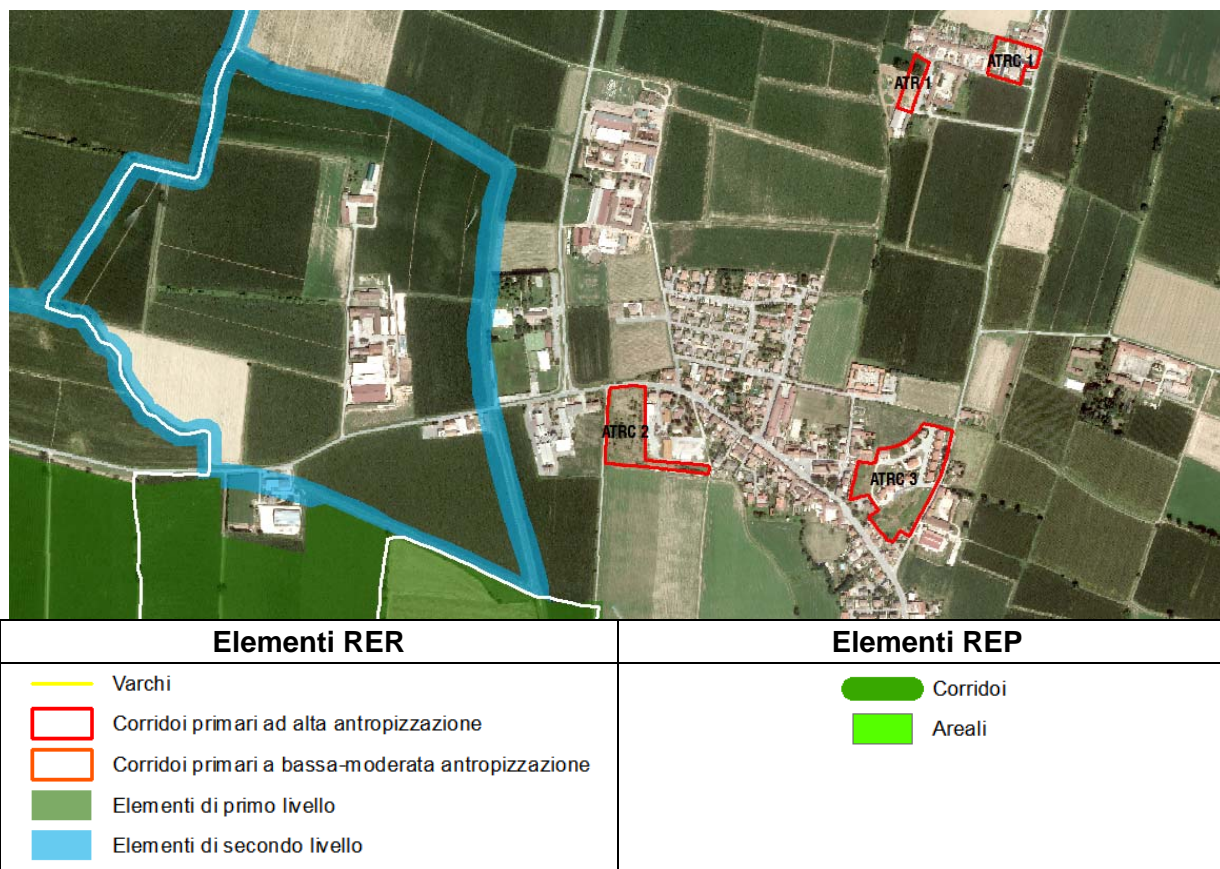 ATRC 1
ATR 1
ATRC 2
ATRC 3
Elementi RER
Elementi REP
Varchi
Corridoi primari ad alta antropizzazione
Corridoi primari a bassa-moderata antropizzazione
Elementi di primo livello
Elementi di secondo livello
Corridoi
Areali